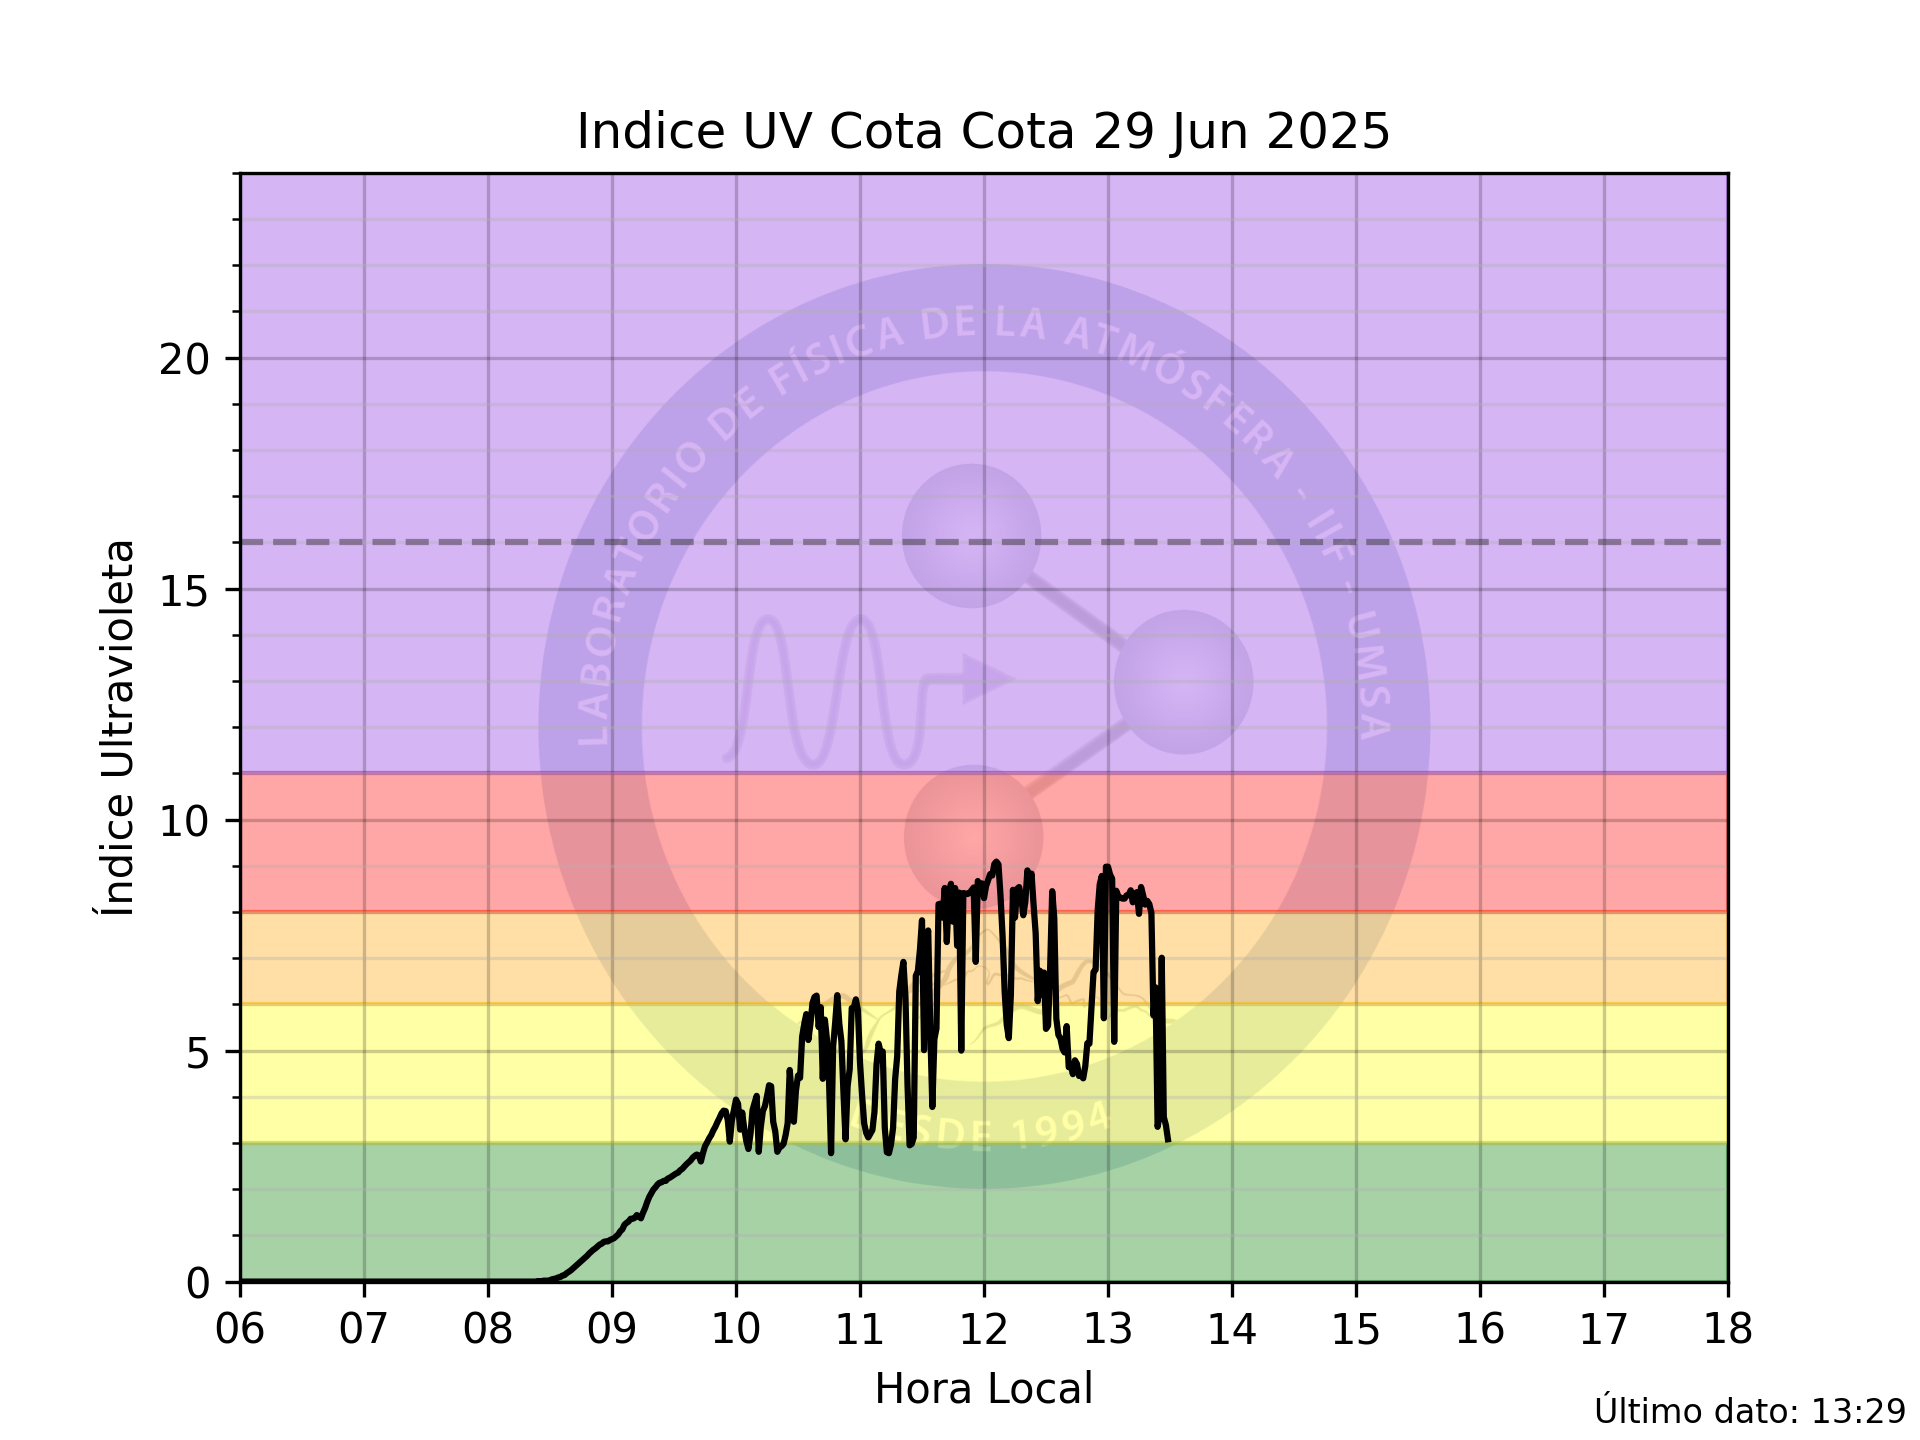 Indice UV Cota Cota 29 Jun 2025
LABORATORIO DE FÍSICA DE LA ATMÓSFERA - IIF - UMSA
20
15
10
5
0
Índice Ultravioleta
DESDE 1994
06 07 08 09 10 11 12 13 14 15 16 17 18
Hora Local
Último dato: 13:29